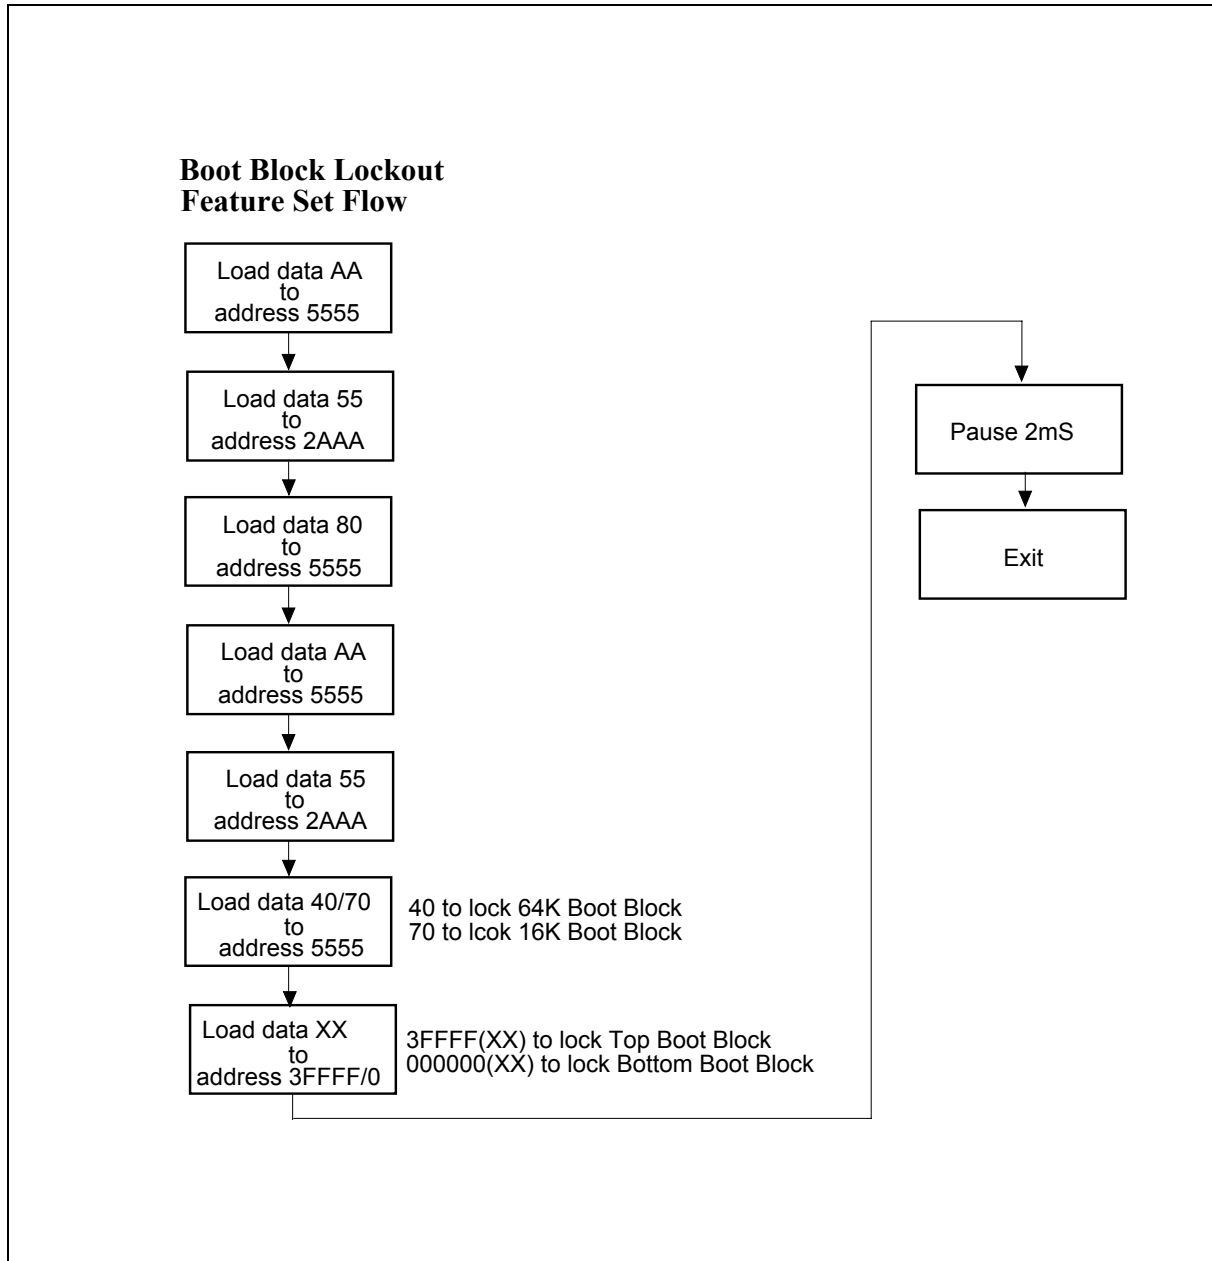 Boot Block Lockout
Feature Set Flow
Load data AA
to
address 5555
Load data 55
to
address 2AAA
Load data 80
to
address 5555
Load data AA
to
address 5555
Load data 55
to
address 2AAA
Load data 40/70
to
address 5555
40 to lock 64K Boot Block
70 to lcok 16K Boot Block
Load data XX
to
address 3FFFF/0
3FFFF(XX) to lock Top Boot Block
000000(XX) to lock Bottom Boot Block
Pause 2mS
Exit